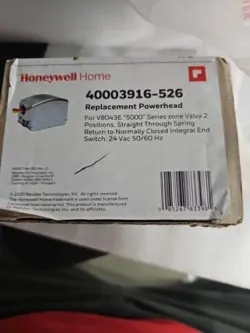 Honeywell Home
40003916-526
Replacement Powerhead
For V8043E "5000" Series zone Valve 2
Positions, Straight Through Spring
Return to Normally Closed Integral End
Switch; 24 Vac 50/60 Hz
©2020 Resideo Technologies, Inc. All rights reserved.
The Honeywell Home trademark is used under license from
Honeywell International Inc. This product is manufactured by
Resideo Technologies, Inc. and its affiliates.